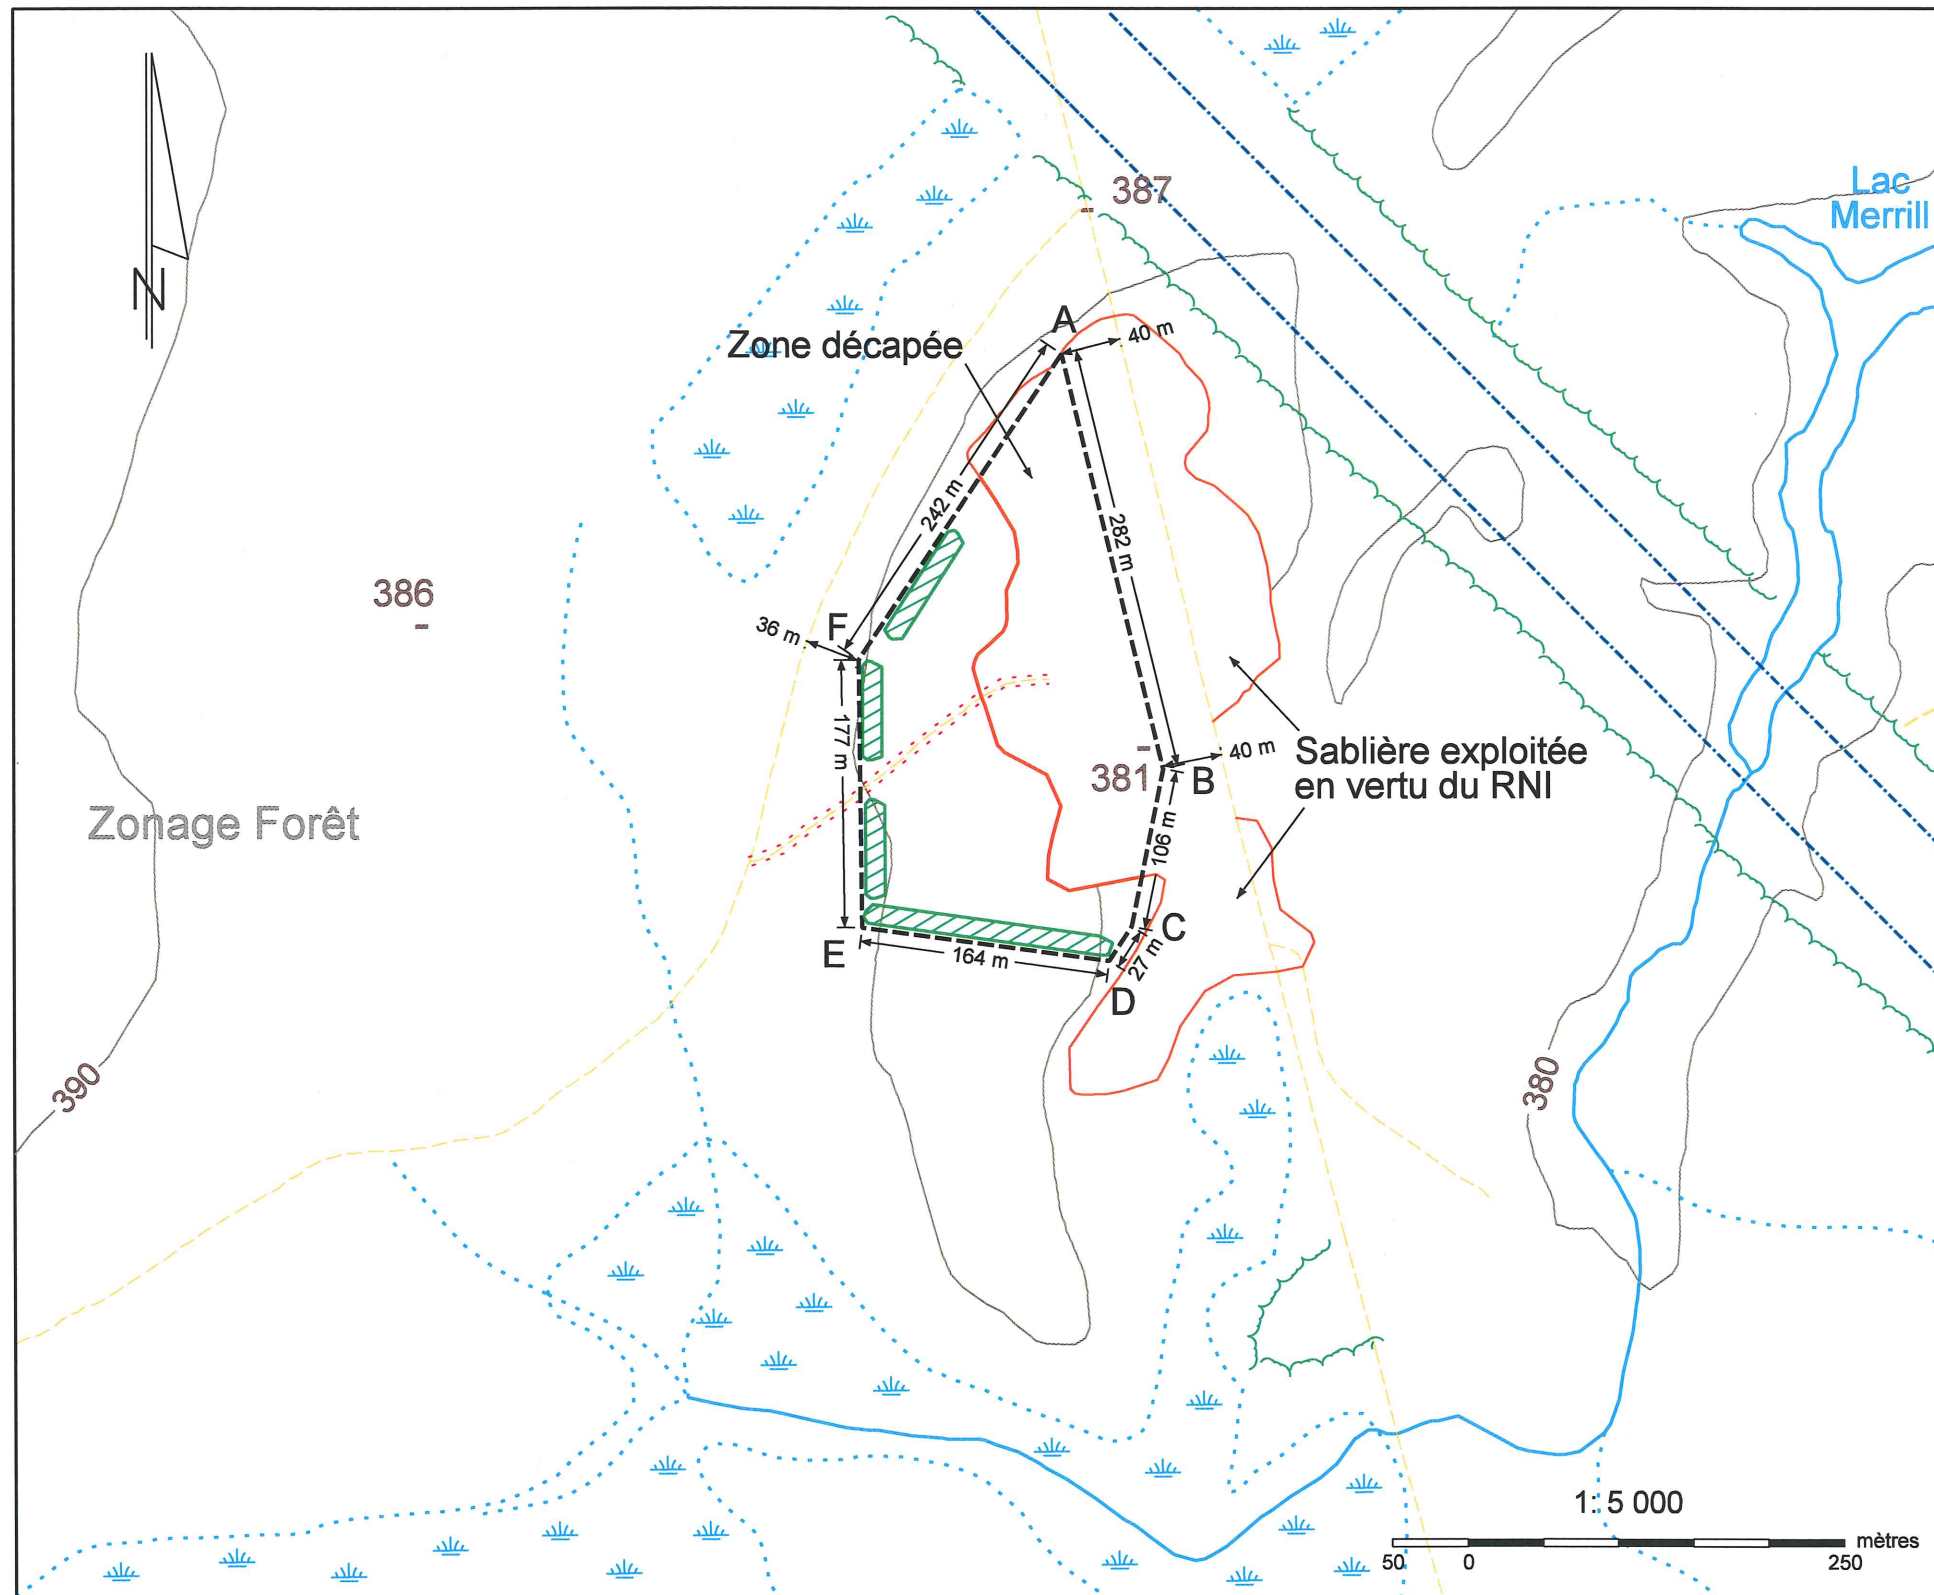 387
Lac
Merrill
N
A
40 m
Zone décapée
242 m
282 m
386
36 m
F
177 m
40 m
381
B
Sablière exploitée
en vertu du RNI
Zonage Forêt
106 m
C
E
164 m
27 m
D
390
380
1: 5 000
mètres
50 0 250